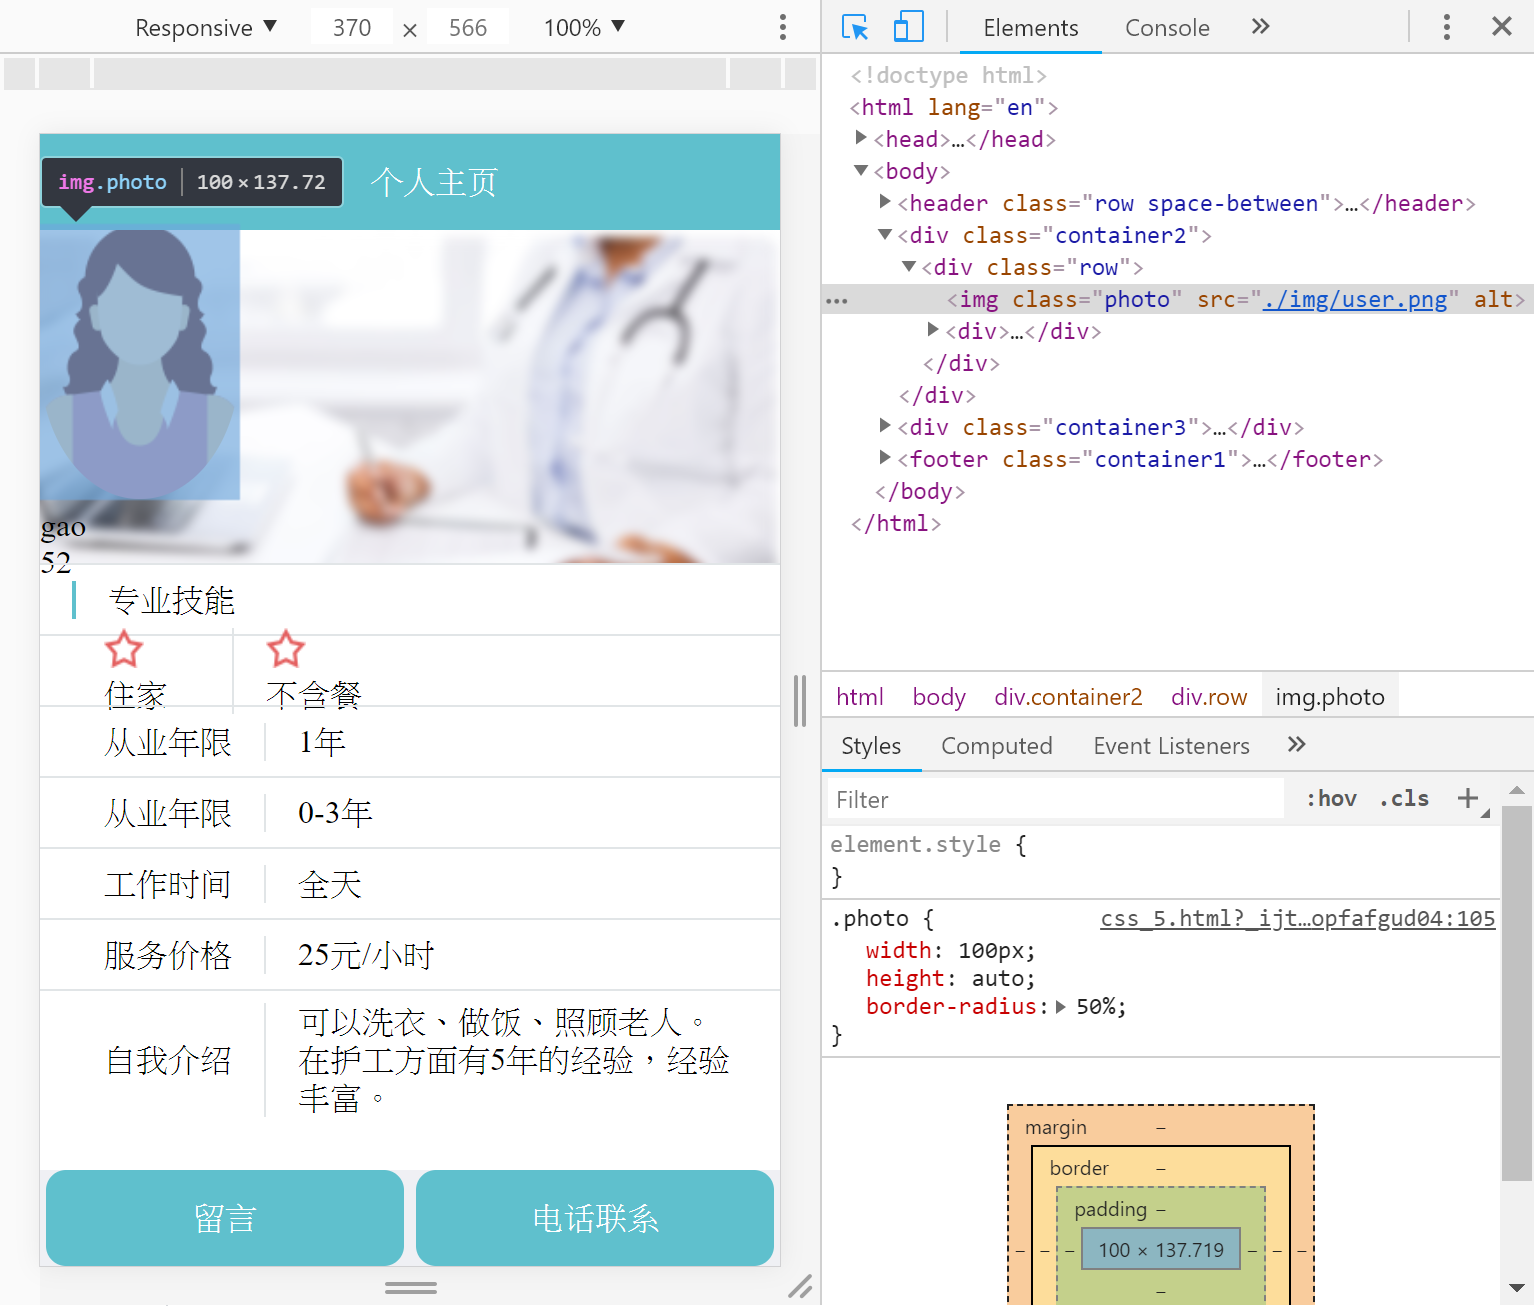 Responsive ▼ 370 × 566 100% ▼
Elements Console »
img.photo 100×137.72
个人主页
gao
52
专业技能
住家 不含餐
从业年限 1年
从业年限 0-3年
工作时间 全天
服务价格 25元/小时
自我介绍
可以洗衣、做饭、照顾老人。
在护工方面有5年的经验，经验
丰富。
留言 电话联系
<!doctype html>
<html lang="en">
<head>…</head>
<body>
<header class="row space-between">…</header>
<div class="container2">
<div class="row">
<img class="photo" src="./img/user.png" alt>
<div>…</div>
</div>
</div>
<div class="container3">…</div>
<footer class="container1">…</footer>
</body>
</html>
html body div.container2 div.row img.photo
Styles Computed Event Listeners »
Filter :hov .cls +
element.style {
}
.photo { css_5.html?_ijt…opfafgud04:105
width: 100px;
height: auto;
border-radius: 50%;
}
margin –
border –
padding –
– – – 100 × 137.719 – – –
–